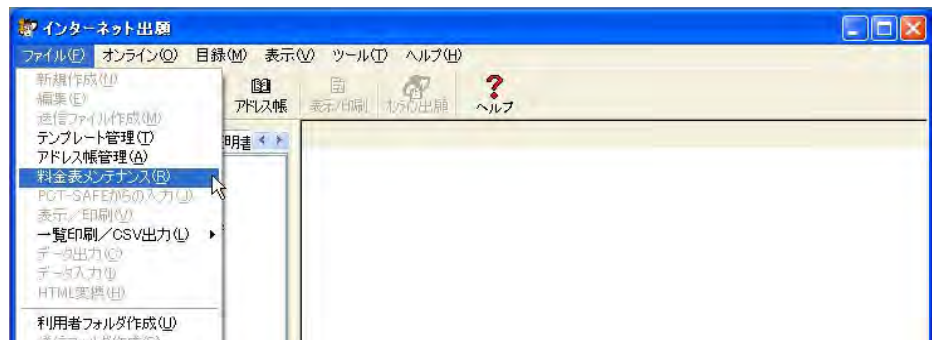 インターネット出願
ファイル(F) オンライン(O) 目録(M) 表示(V) ツール(T) ヘルプ(H)
新規作成(N)
編集(E)
送信ファイル作成(M)
テンプレート管理(T)
アドレス帳管理(A)
料金表メンテナンス(R)
PCT-SAFEからの入力(J)
表示/印刷(V)
一覧印刷/CSV出力(L)
データ出力(O)
データ入力(I)
HTML変換(H)
利用者フォルダ作成(U)
アドレス帳 表示/印刷 オンライン出願 ヘルプ
明書